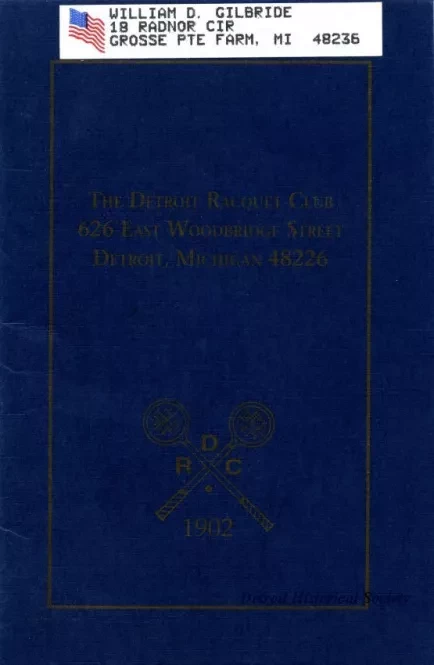 WILLIAM D. GILBRIDE
18 RADNOR CIR
GROSSE PTE FARM, MI 48236
THE DETROIT RACQUET CLUB
626 EAST WOODBRIDGE STREET
DETROIT, MICHIGAN 48226
D
R C
1902
Detroit Historical Society